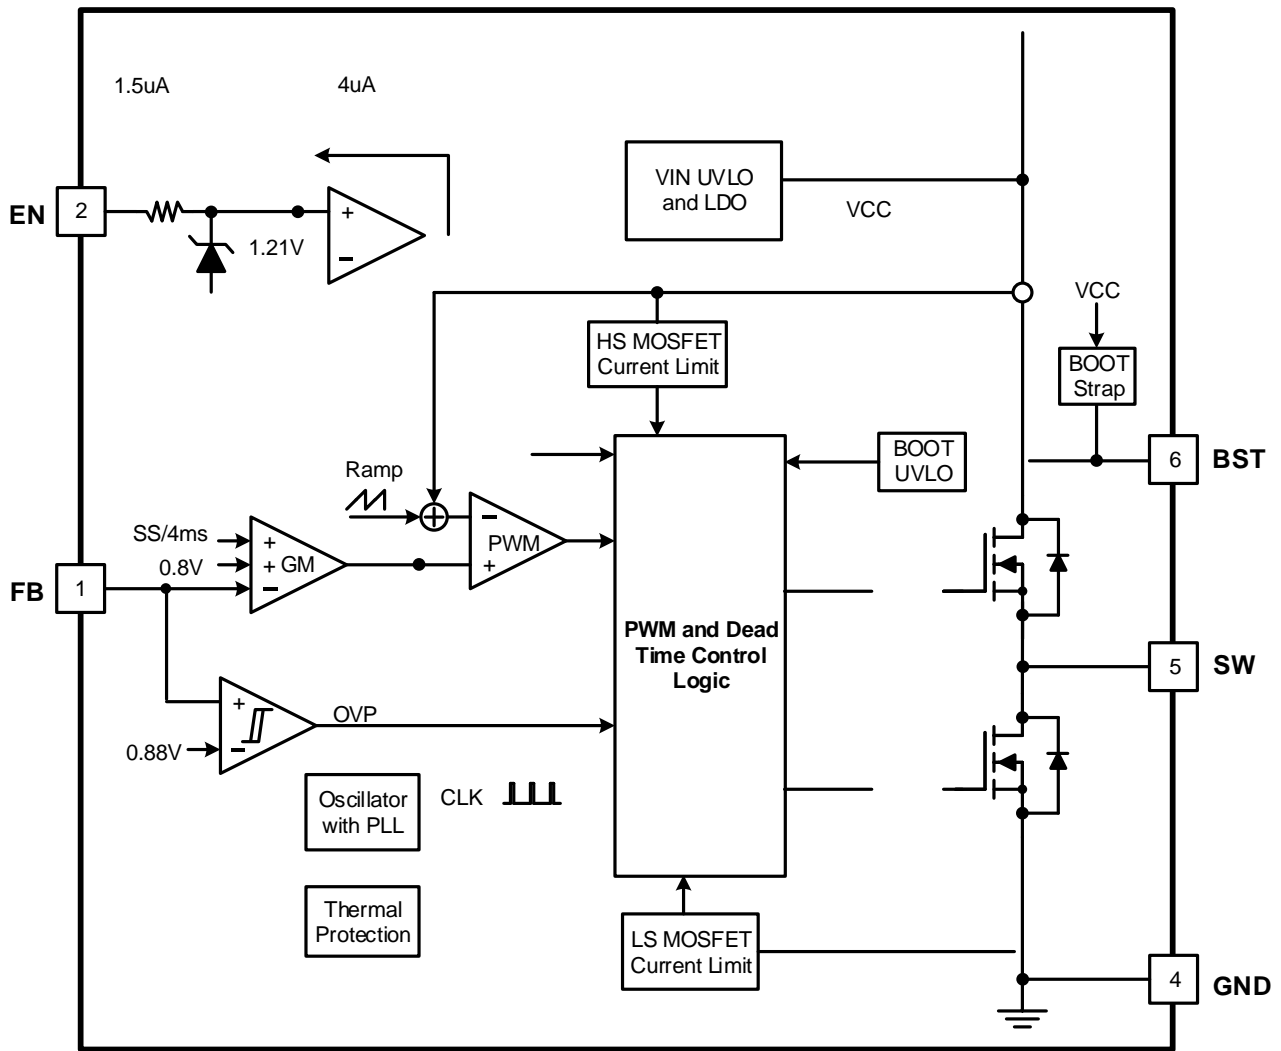 1.5uA
4uA
VIN UVLO
and LDO
VCC
EN
2
+
-
1.21V
VCC
HS MOSFET
Current Limit
BOOT
Strap
BOOT
UVLO
6
BST
Ramp
+
-
PWM
+
SS/4ms
0.8V
+
+
-
GM
FB
1
PWM and Dead
Time Control
Logic
5
SW
+
-
OVP
0.88V
Oscillator
with PLL
CLK
Thermal
Protection
LS MOSFET
Current Limit
4
GND